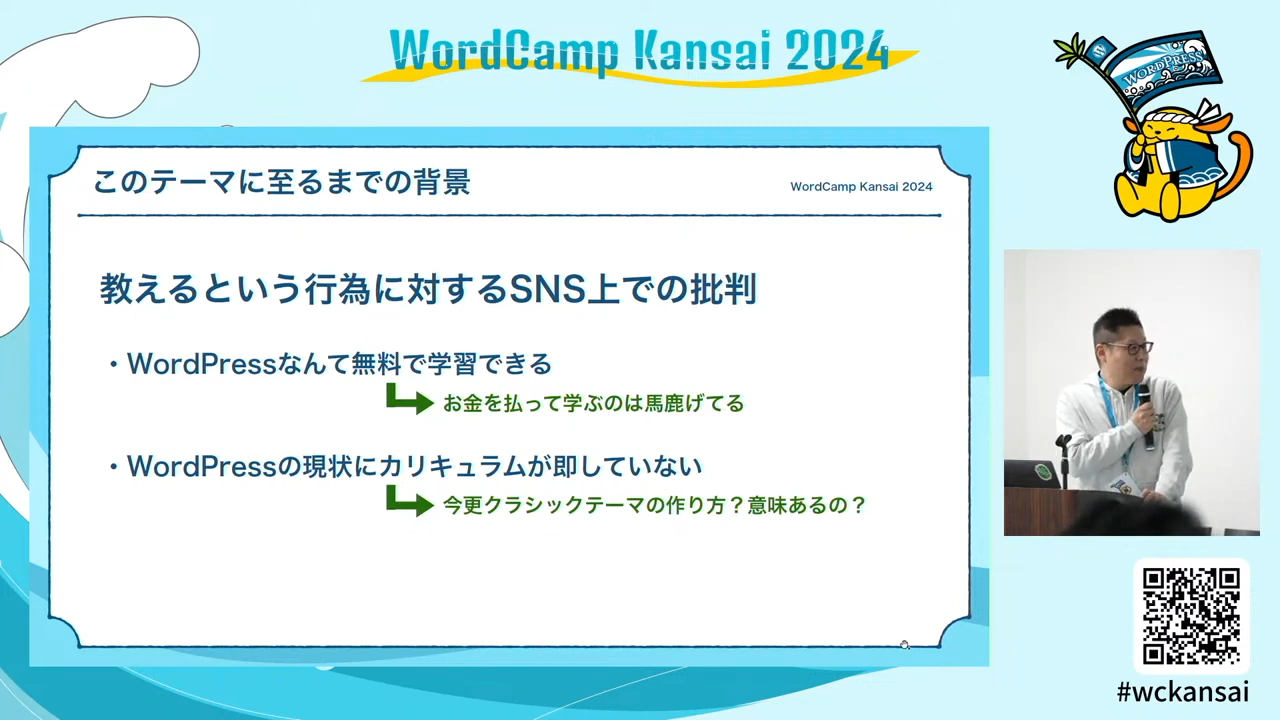 WordCamp Kansai 2024
WORDPRESS
このテーマに至るまでの背景
WordCamp Kansai 2024
教えるという行為に対するSNS上での批判
・WordPressなんて無料で学習できる
お金を払って学ぶのは馬鹿げてる
・WordPressの現状にカリキュラムが即していない
今更クラシックテーマの作り方？意味あるの？
#wckansai